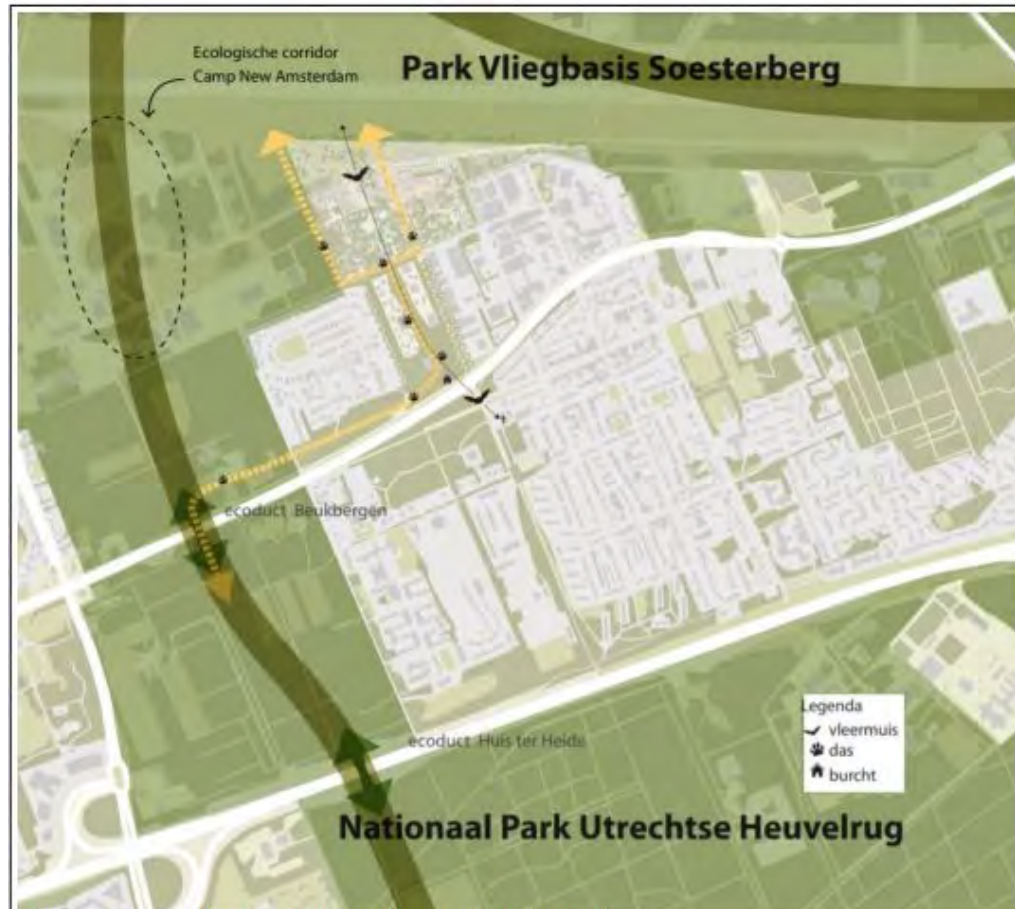 Ecologische corridor
Camp New Amsterdam
Park Vliegbasis Soesterberg
ecoduct Beukbergen
ecoduct Huis ter Heide
Legenda
vleermuis
das
burcht
Nationaal Park Utrechtse Heuvelrug